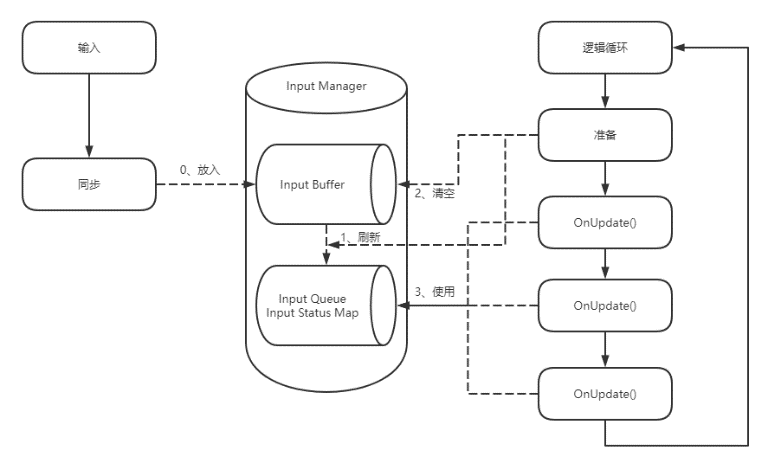 输入
逻辑循环
Input Manager
准备
同步
0、放入
Input Buffer
2、清空
OnUpdate()
1、刷新
3、使用
Input Queue
Input Status Map
OnUpdate()
OnUpdate()